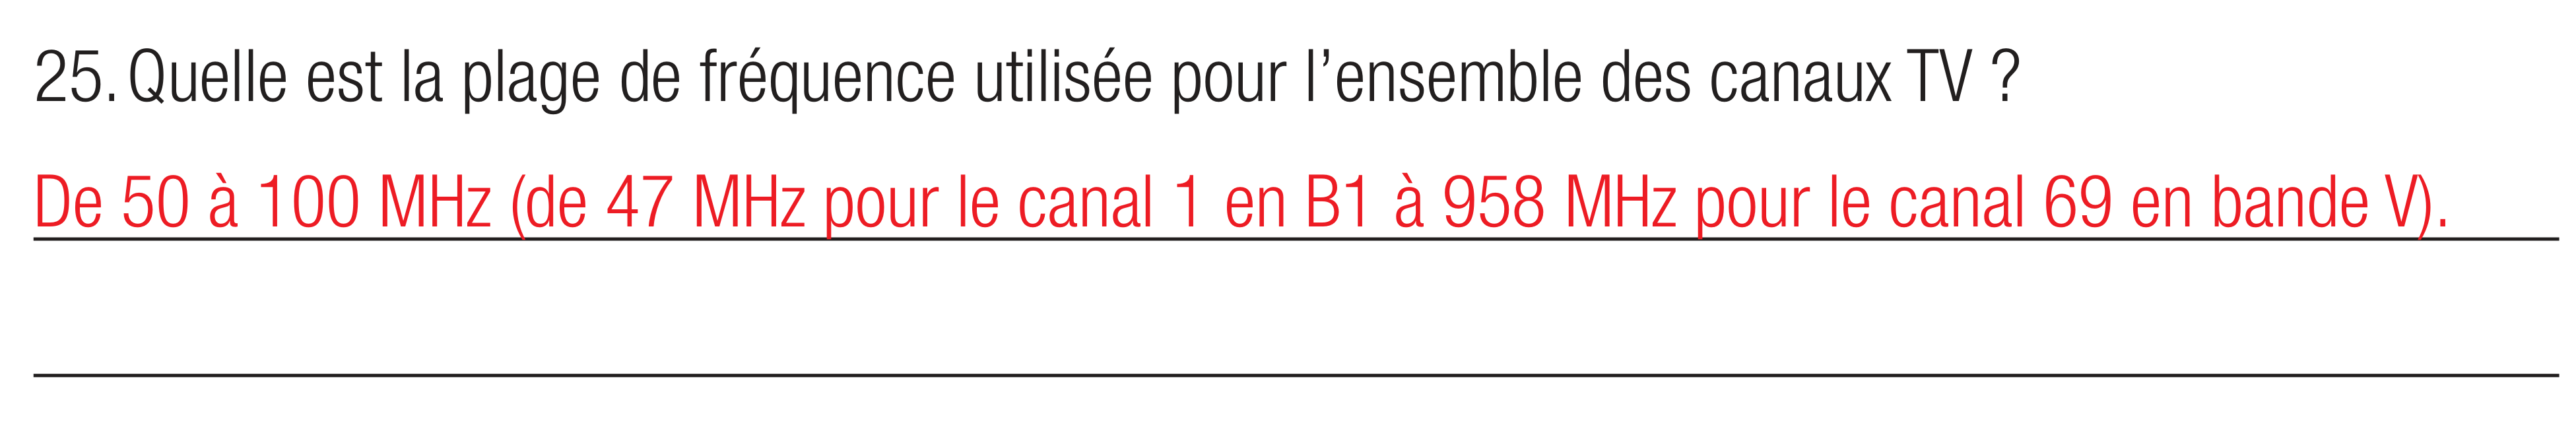 25. Quelle est la plage de fréquence utilisée pour l’ensemble des canaux TV ?
De 50 à 100 MHz (de 47 MHz pour le canal 1 en B1 à 958 MHz pour le canal 69 en bande V).